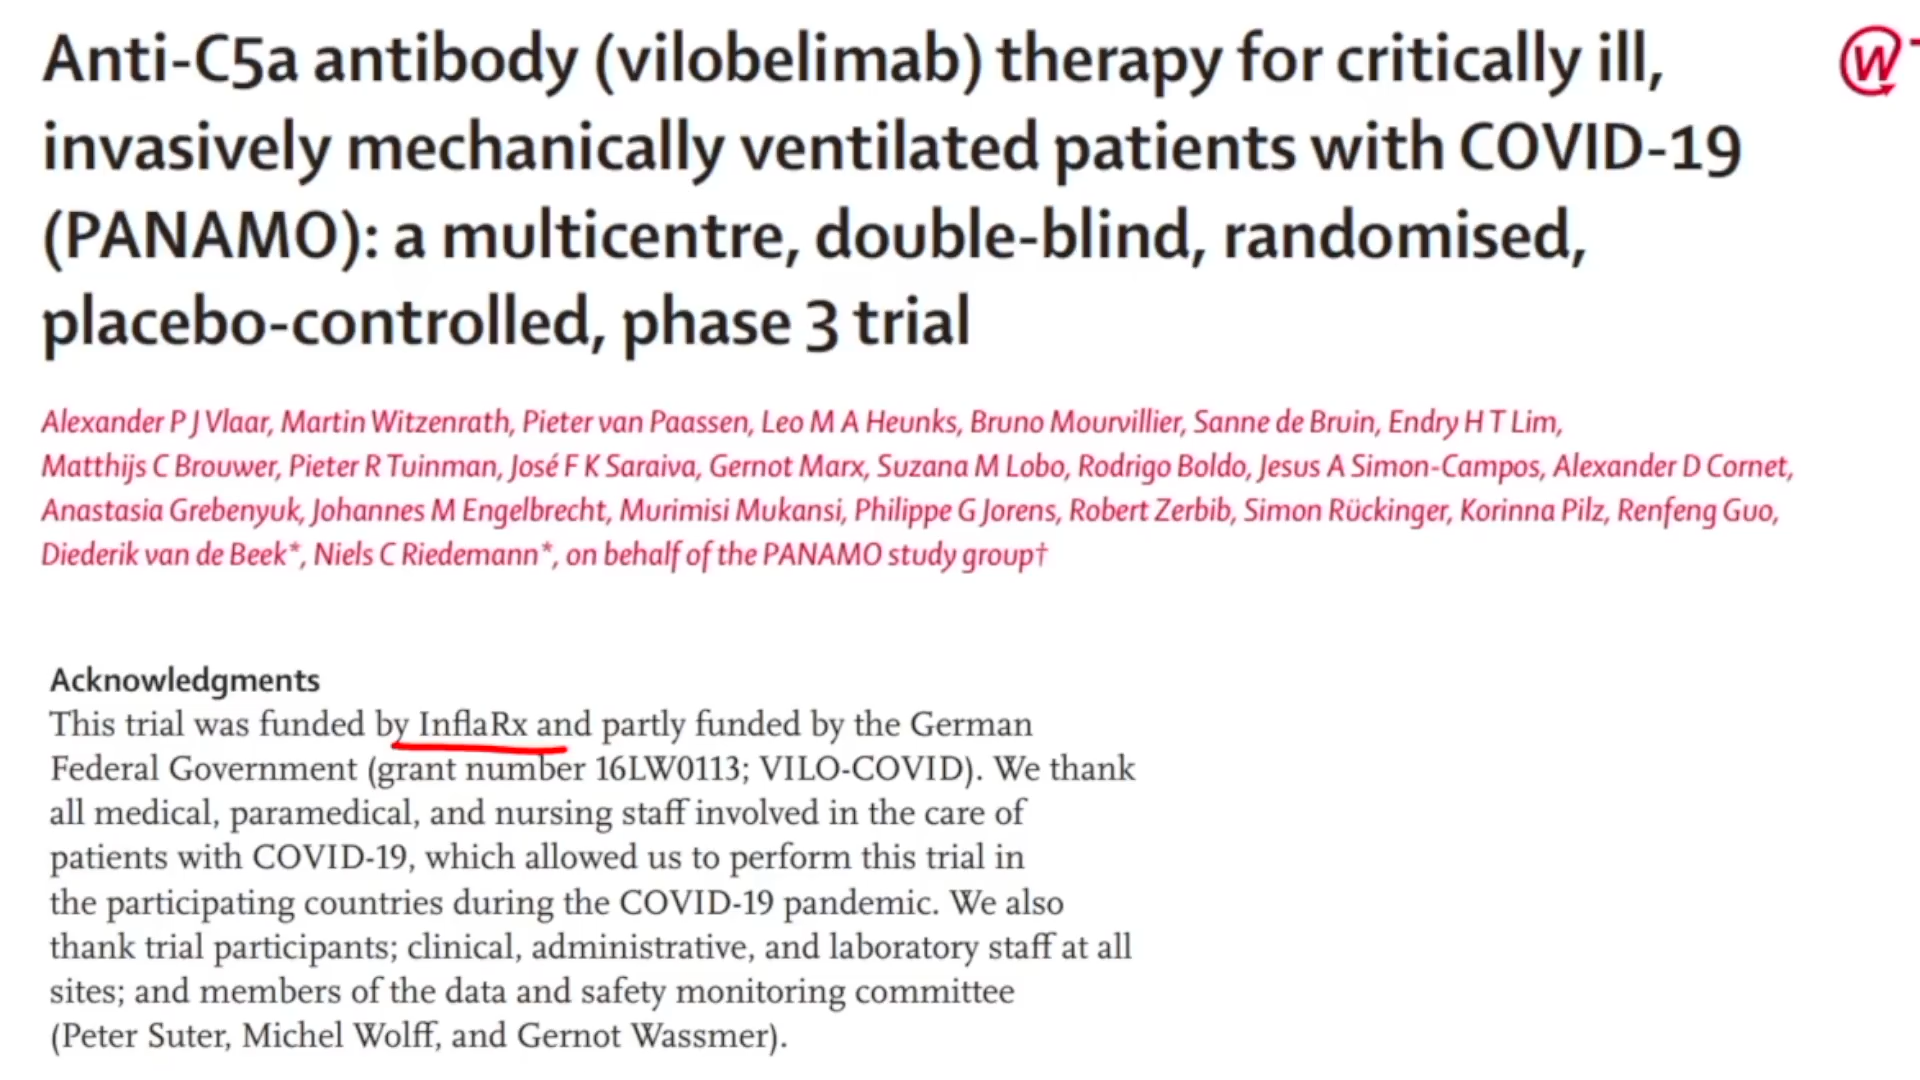 Anti-C5a antibody (vilobelimab) therapy for critically ill,
invasively mechanically ventilated patients with COVID-19
(PANAMO): a multicentre, double-blind, randomised,
placebo-controlled, phase 3 trial
W
Alexander P J Vlaar, Martin Witzenrath, Pieter van Paassen, Leo M A Heunks, Bruno Mourvillier, Sanne de Bruin, Endry H T Lim,
Matthijs C Brouwer, Pieter R Tuinman, José F K Saraiva, Gernot Marx, Suzana M Lobo, Rodrigo Boldo, Jesus A Simon-Campos, Alexander D Cornet,
Anastasia Grebenyuk, Johannes M Engelbrecht, Murimisi Mukansi, Philippe G Jorens, Robert Zerbib, Simon Rückinger, Korinna Pilz, Renfeng Guo,
Diederik van de Beek*, Niels C Riedemann*, on behalf of the PANAMO study group†
Acknowledgments
This trial was funded by InflaRx and partly funded by the German
Federal Government (grant number 16LW0113; VILO-COVID). We thank
all medical, paramedical, and nursing staff involved in the care of
patients with COVID-19, which allowed us to perform this trial in
the participating countries during the COVID-19 pandemic. We also
thank trial participants; clinical, administrative, and laboratory staff at all
sites; and members of the data and safety monitoring committee
(Peter Suter, Michel Wolff, and Gernot Wassmer).